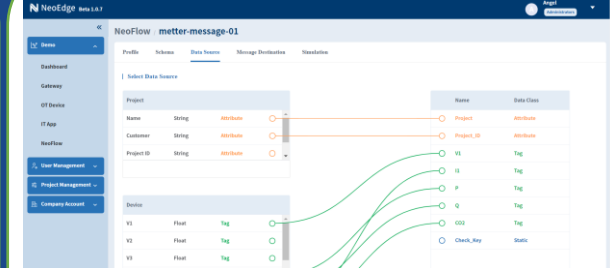 NeoEdge Beta 1.0.7
Angel
Administrators
NeoFlow / metter-message-01
Demo
Dashboard
Gateway
OT Device
IT App
NeoFlow
User Management
Project Management
Company Account
Profile Schema Data Source Message Destination Simulation
Select Data Source
Project
Name String Attribute
Customer String Attribute
Project ID String Attribute
Device
V1 Float Tag
V2 Float Tag
V3 Float Tag
Name Data Class
Project Attribute
Project_ID Attribute
V1 Tag
I1 Tag
P Tag
Q Tag
CO2 Tag
Check_Key Static